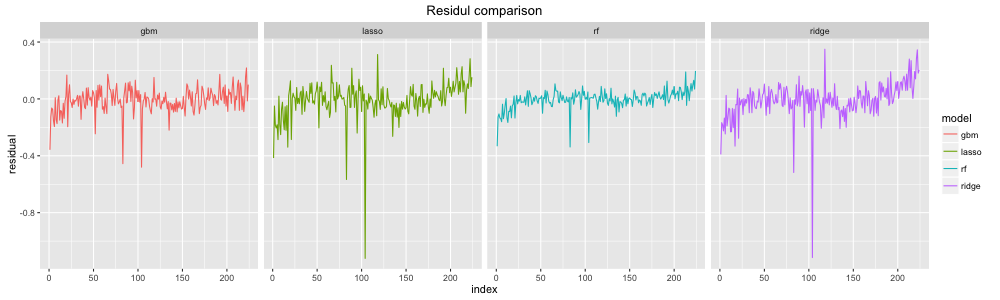 Residul comparison
gbm lasso rf ridge
0.4
0.0
-0.4
-0.8
residual
0 50 100 150 200 0 50 100 150 200 0 50 100 150 200 0 50 100 150 200
index
model
gbm
lasso
rf
ridge